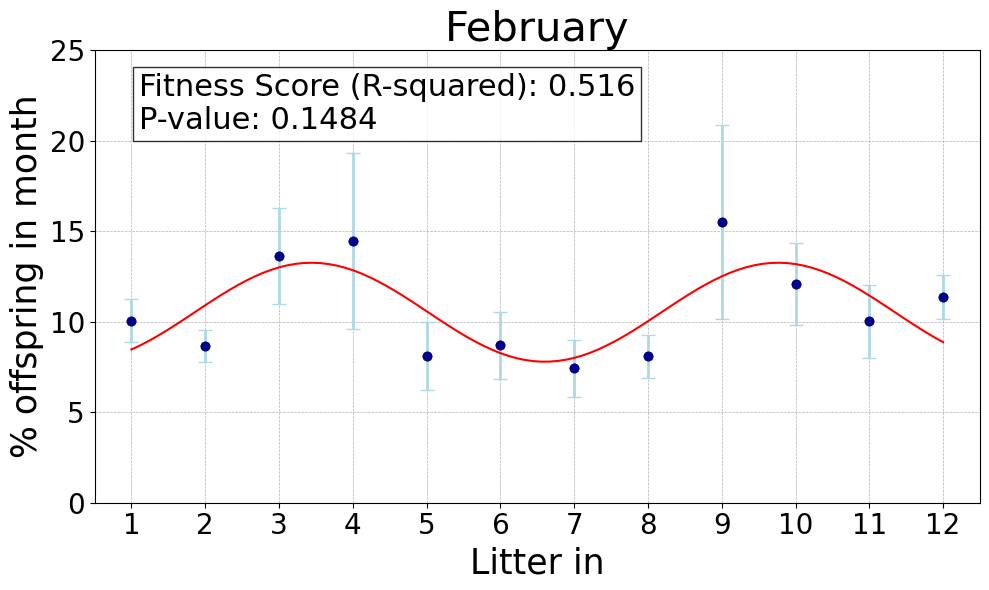 February
Fitness Score (R-squared): 0.516
P-value: 0.1484
% offspring in month
25
20
15
10
5
0
1 2 3 4 5 6 7 8 9 10 11 12
Litter in